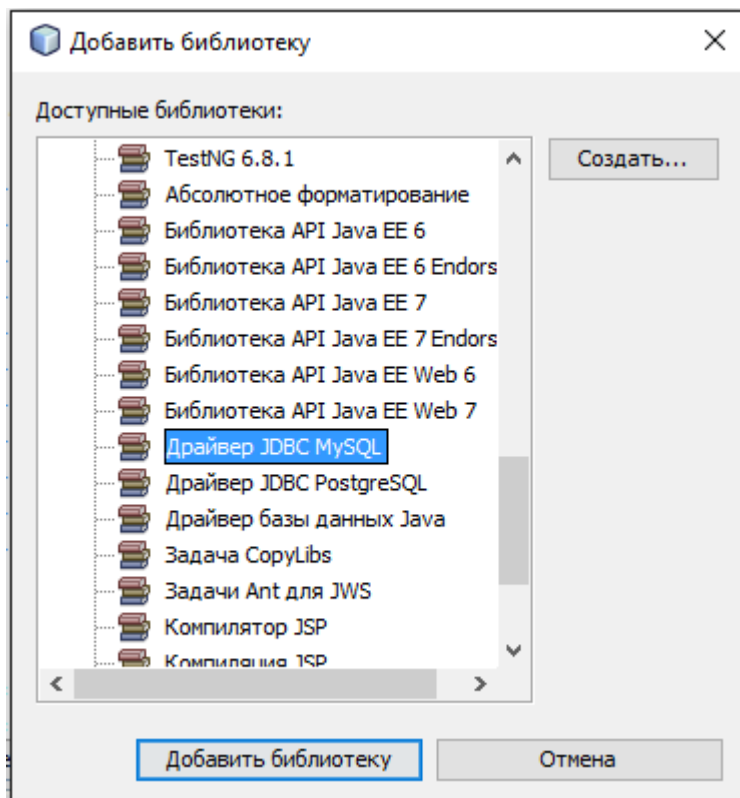 Добавить библиотеку
Доступные библиотеки:
TestNG 6.8.1
Создать...
Абсолютное форматирование
Библиотека API Java EE 6
Библиотека API Java EE 6 Endors
Библиотека API Java EE 7
Библиотека API Java EE 7 Endors
Библиотека API Java EE Web 6
Библиотека API Java EE Web 7
Драйвер JDBC MySQL
Драйвер JDBC PostgreSQL
Драйвер базы данных Java
Задача CopyLibs
Задачи Ant для JWS
Компилятор JSP
Компиляция JSP
Добавить библиотеку
Отмена